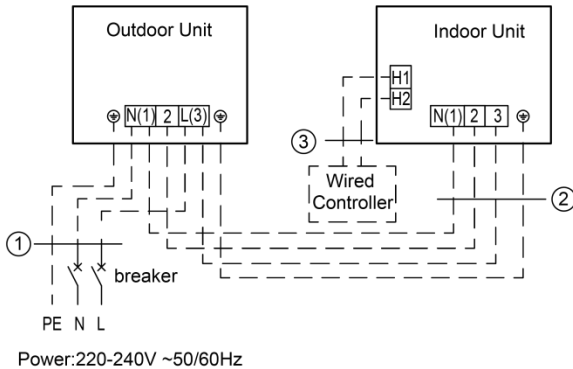 Outdoor Unit
Indoor Unit
H1
H2
N(1) 2 L(3)
N(1) 2 3
③
Wired
Controller
②
①
breaker
PE N L
Power:220-240V ~50/60Hz